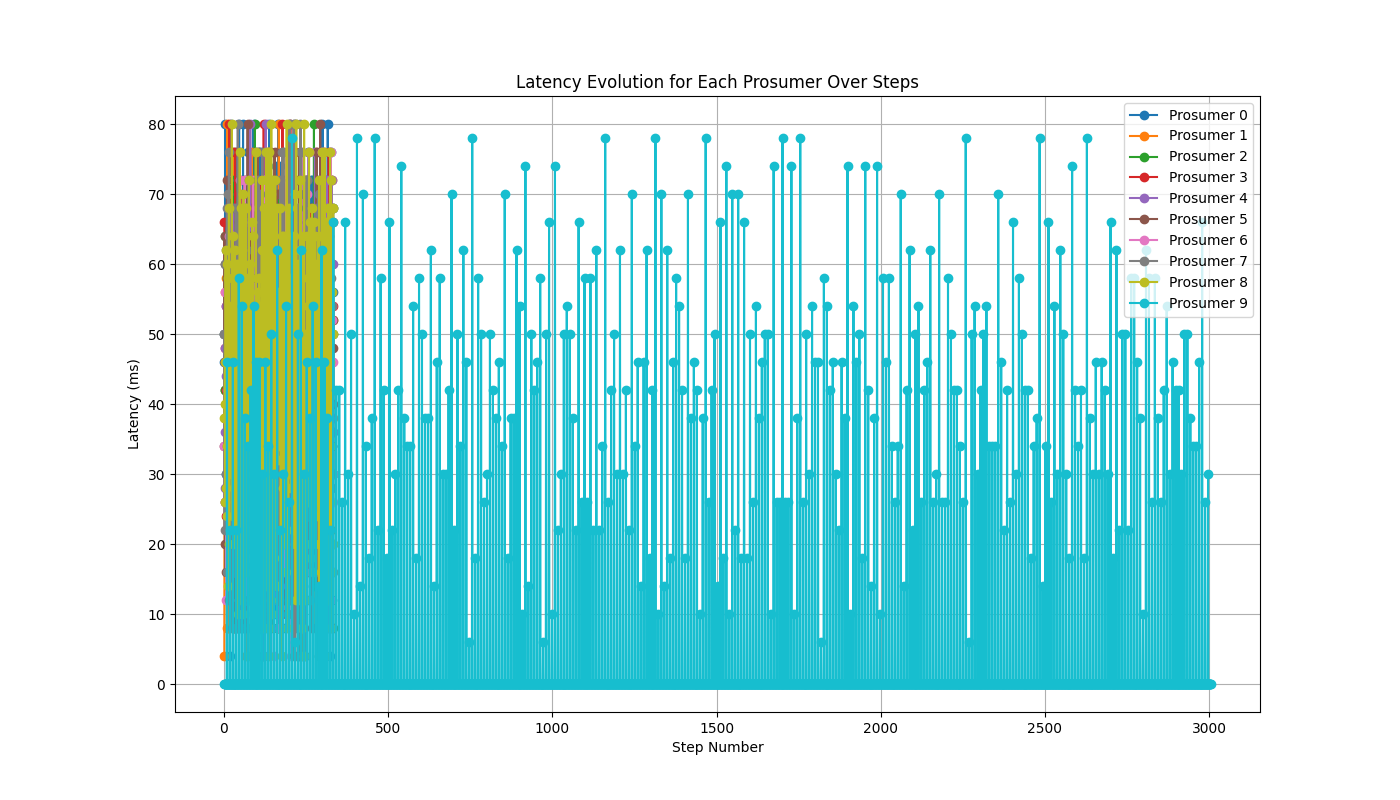 Latency Evolution for Each Prosumer Over Steps
Latency (ms)
80
70
60
50
40
30
20
10
0
0
500
1000
1500
2000
2500
3000
Step Number
Prosumer 0
Prosumer 1
Prosumer 2
Prosumer 3
Prosumer 4
Prosumer 5
Prosumer 6
Prosumer 7
Prosumer 8
Prosumer 9